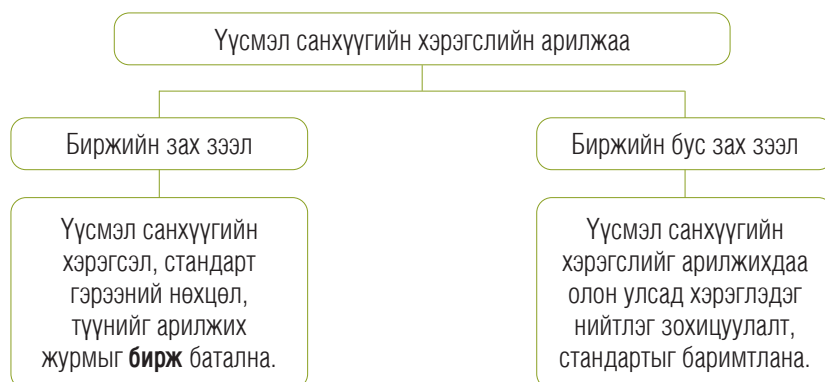 Үүсмэл санхүүгийн хэрэгслийн арилжаа
Биржийн зах зээл
Биржийн бус зах зээл
Үүсмэл санхүүгийн
хэрэгсэл, стандарт
гэрээний нөхцөл,
түүнийг арилжих
журмыг бирж батална.
Үүсмэл санхүүгийн
хэрэгслийг арилжихдаа
олон улсад хэрэглэдэг
нийтлэг зохицуулалт,
стандартыг баримтлана.